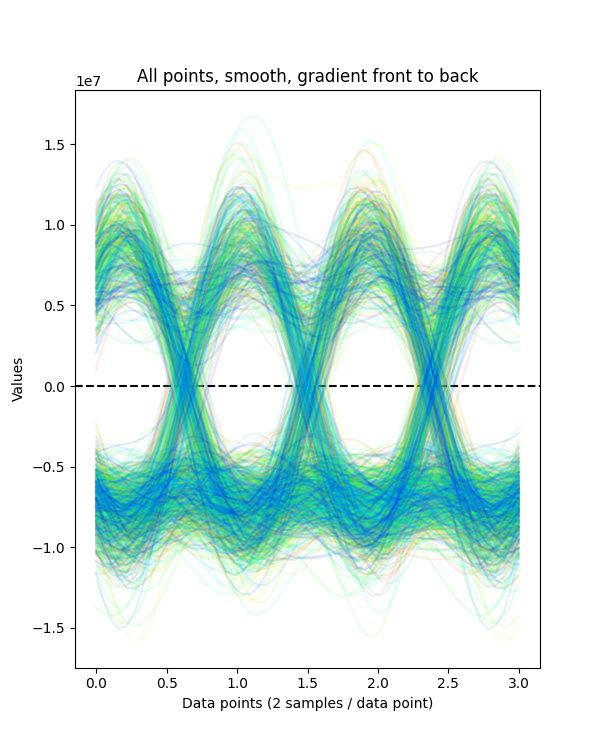 All points, smooth, gradient front to back
1e7
1.5
1.0
0.5
0.0
−0.5
−1.0
−1.5
Values
0.0 0.5 1.0 1.5 2.0 2.5 3.0
Data points (2 samples / data point)